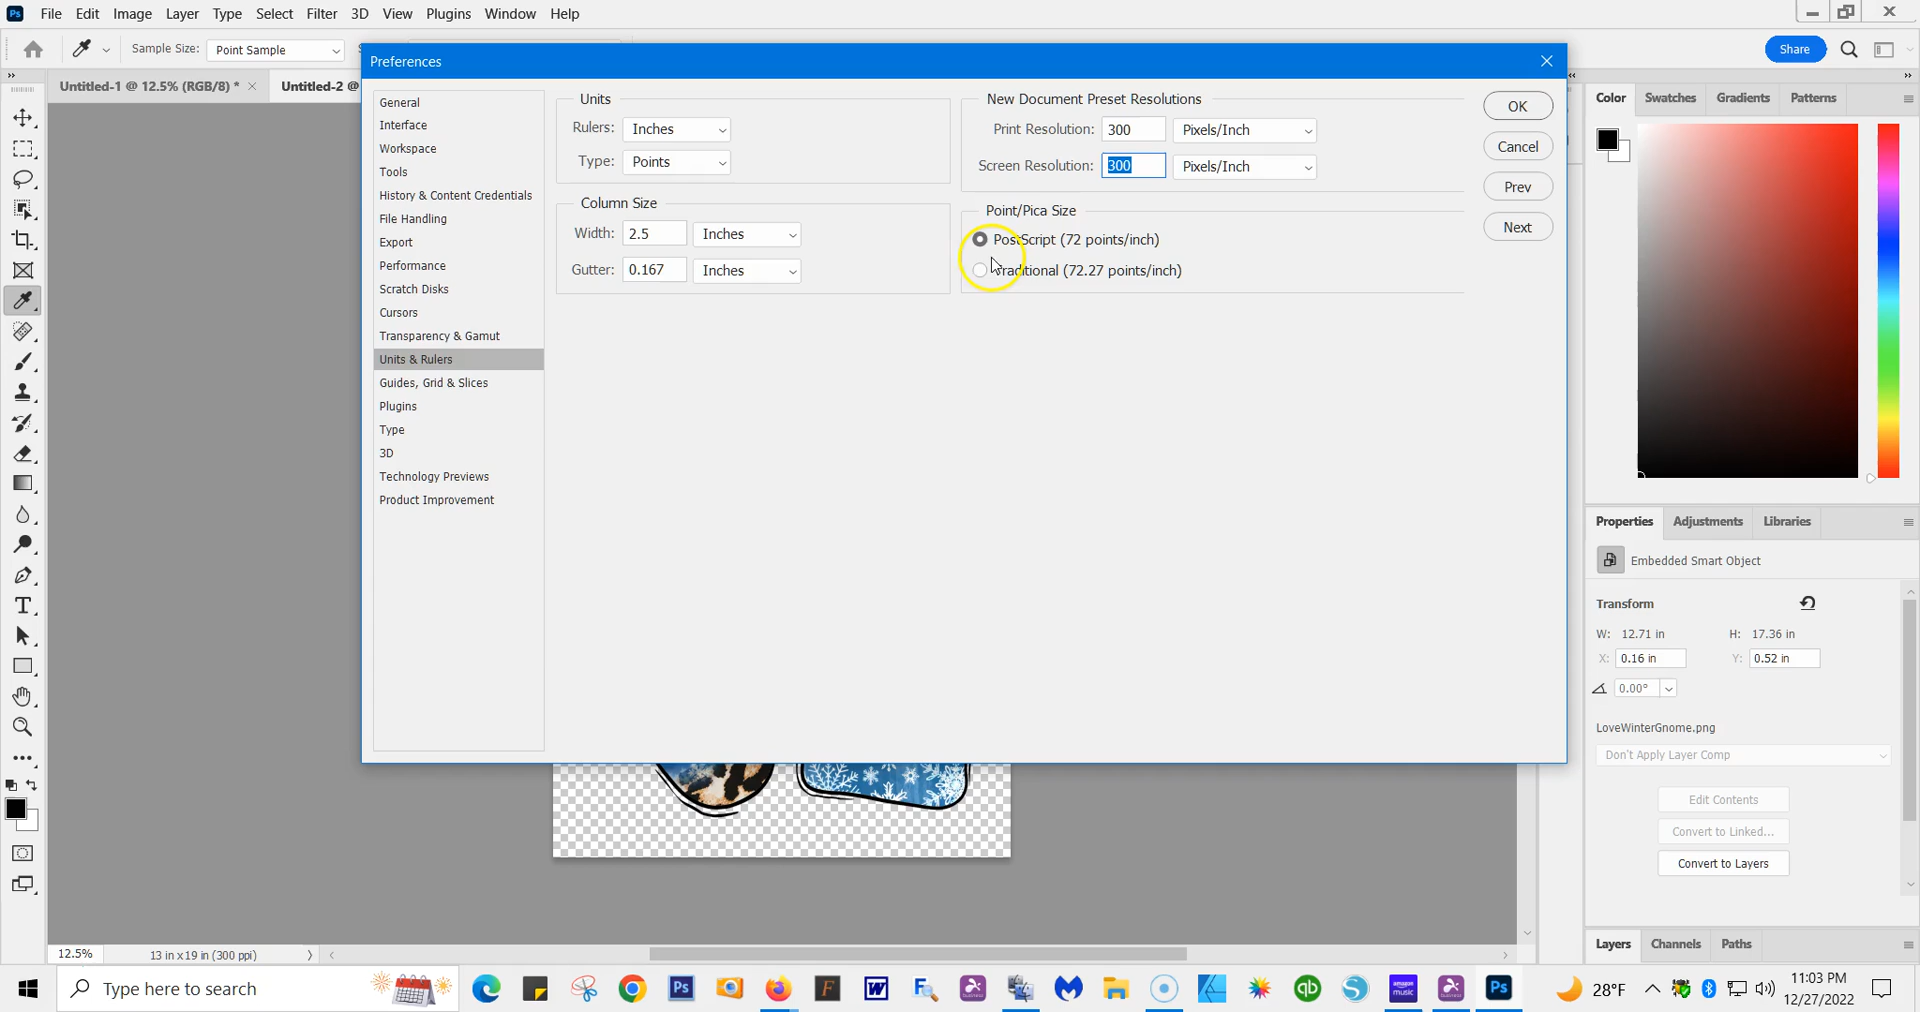 File Edit Image Layer Type Select Filter 3D View Plugins Window Help
Sample Size: Point Sample
Share
Untitled-1 @ 12.5% (RGB/8) *
Untitled-2 @
Preferences
General
Interface
Workspace
Tools
History & Content Credentials
File Handling
Export
Performance
Scratch Disks
Cursors
Transparency & Gamut
Units & Rulers
Guides, Grid & Slices
Plugins
Type
3D
Technology Previews
Product Improvement
Units
Rulers: Inches
Type: Points
Column Size
Width: 2.5 Inches
Gutter: 0.167 Inches
New Document Preset Resolutions
Print Resolution: 300 Pixels/Inch
Screen Resolution: 300 Pixels/Inch
Point/Pica Size
PostScript (72 points/inch)
Traditional (72.27 points/inch)
OK
Cancel
Prev
Next
Color Swatches Gradients Patterns
Properties Adjustments Libraries
Embedded Smart Object
Transform
W: 12.71 in H: 17.36 in
X: 0.16 in Y: 0.52 in
0.00°
LoveWinterGnome.png
Don't Apply Layer Comp
Edit Contents
Convert to Linked...
Convert to Layers
Layers Channels Paths
12.5% 13 in x 19 in (300 ppi)
Type here to search
28°F
11:03 PM
12/27/2022